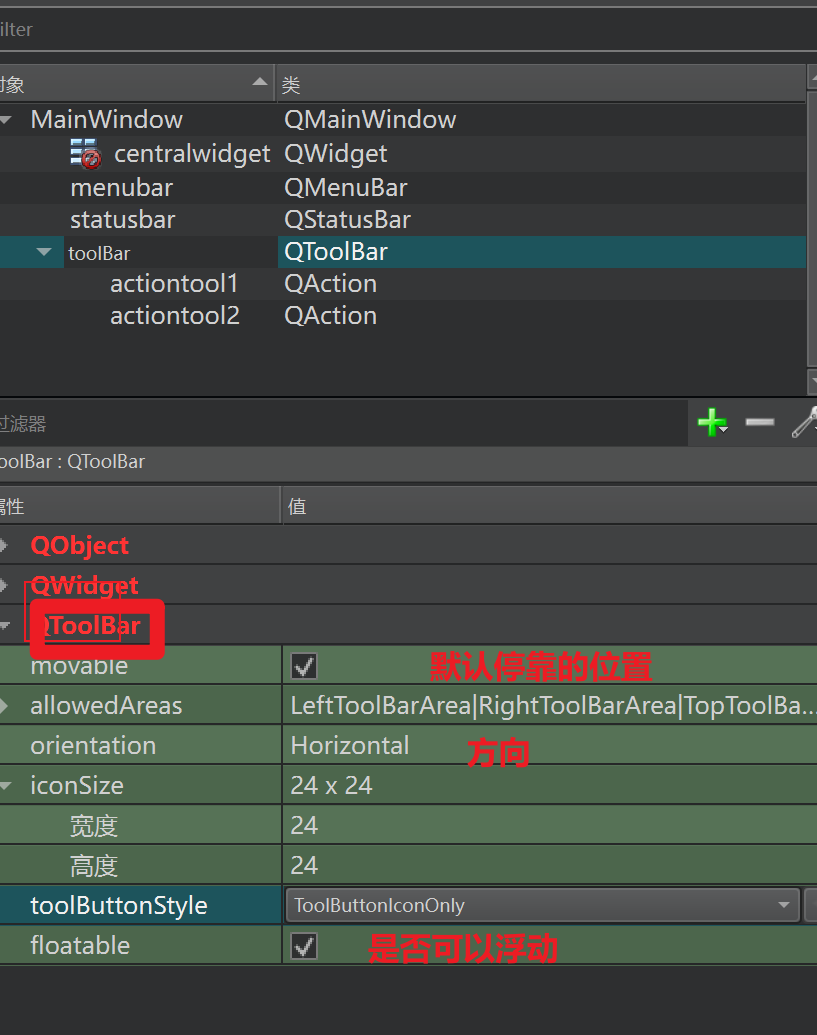 ilter
对象 类
MainWindow QMainWindow
centralwidget QWidget
menubar QMenuBar
statusbar QStatusBar
toolBar QToolBar
actiontool1 QAction
actiontool2 QAction
过滤器
oolBar : QToolBar
属性 值
QObject
QWidget
QToolBar
movable 默认停靠的位置
allowedAreas LeftToolBarArea|RightToolBarArea|TopToolBa...
orientation Horizontal 方向
iconSize 24 x 24
宽度 24
高度 24
toolButtonStyle ToolButtonIconOnly
floatable 是否可以浮动